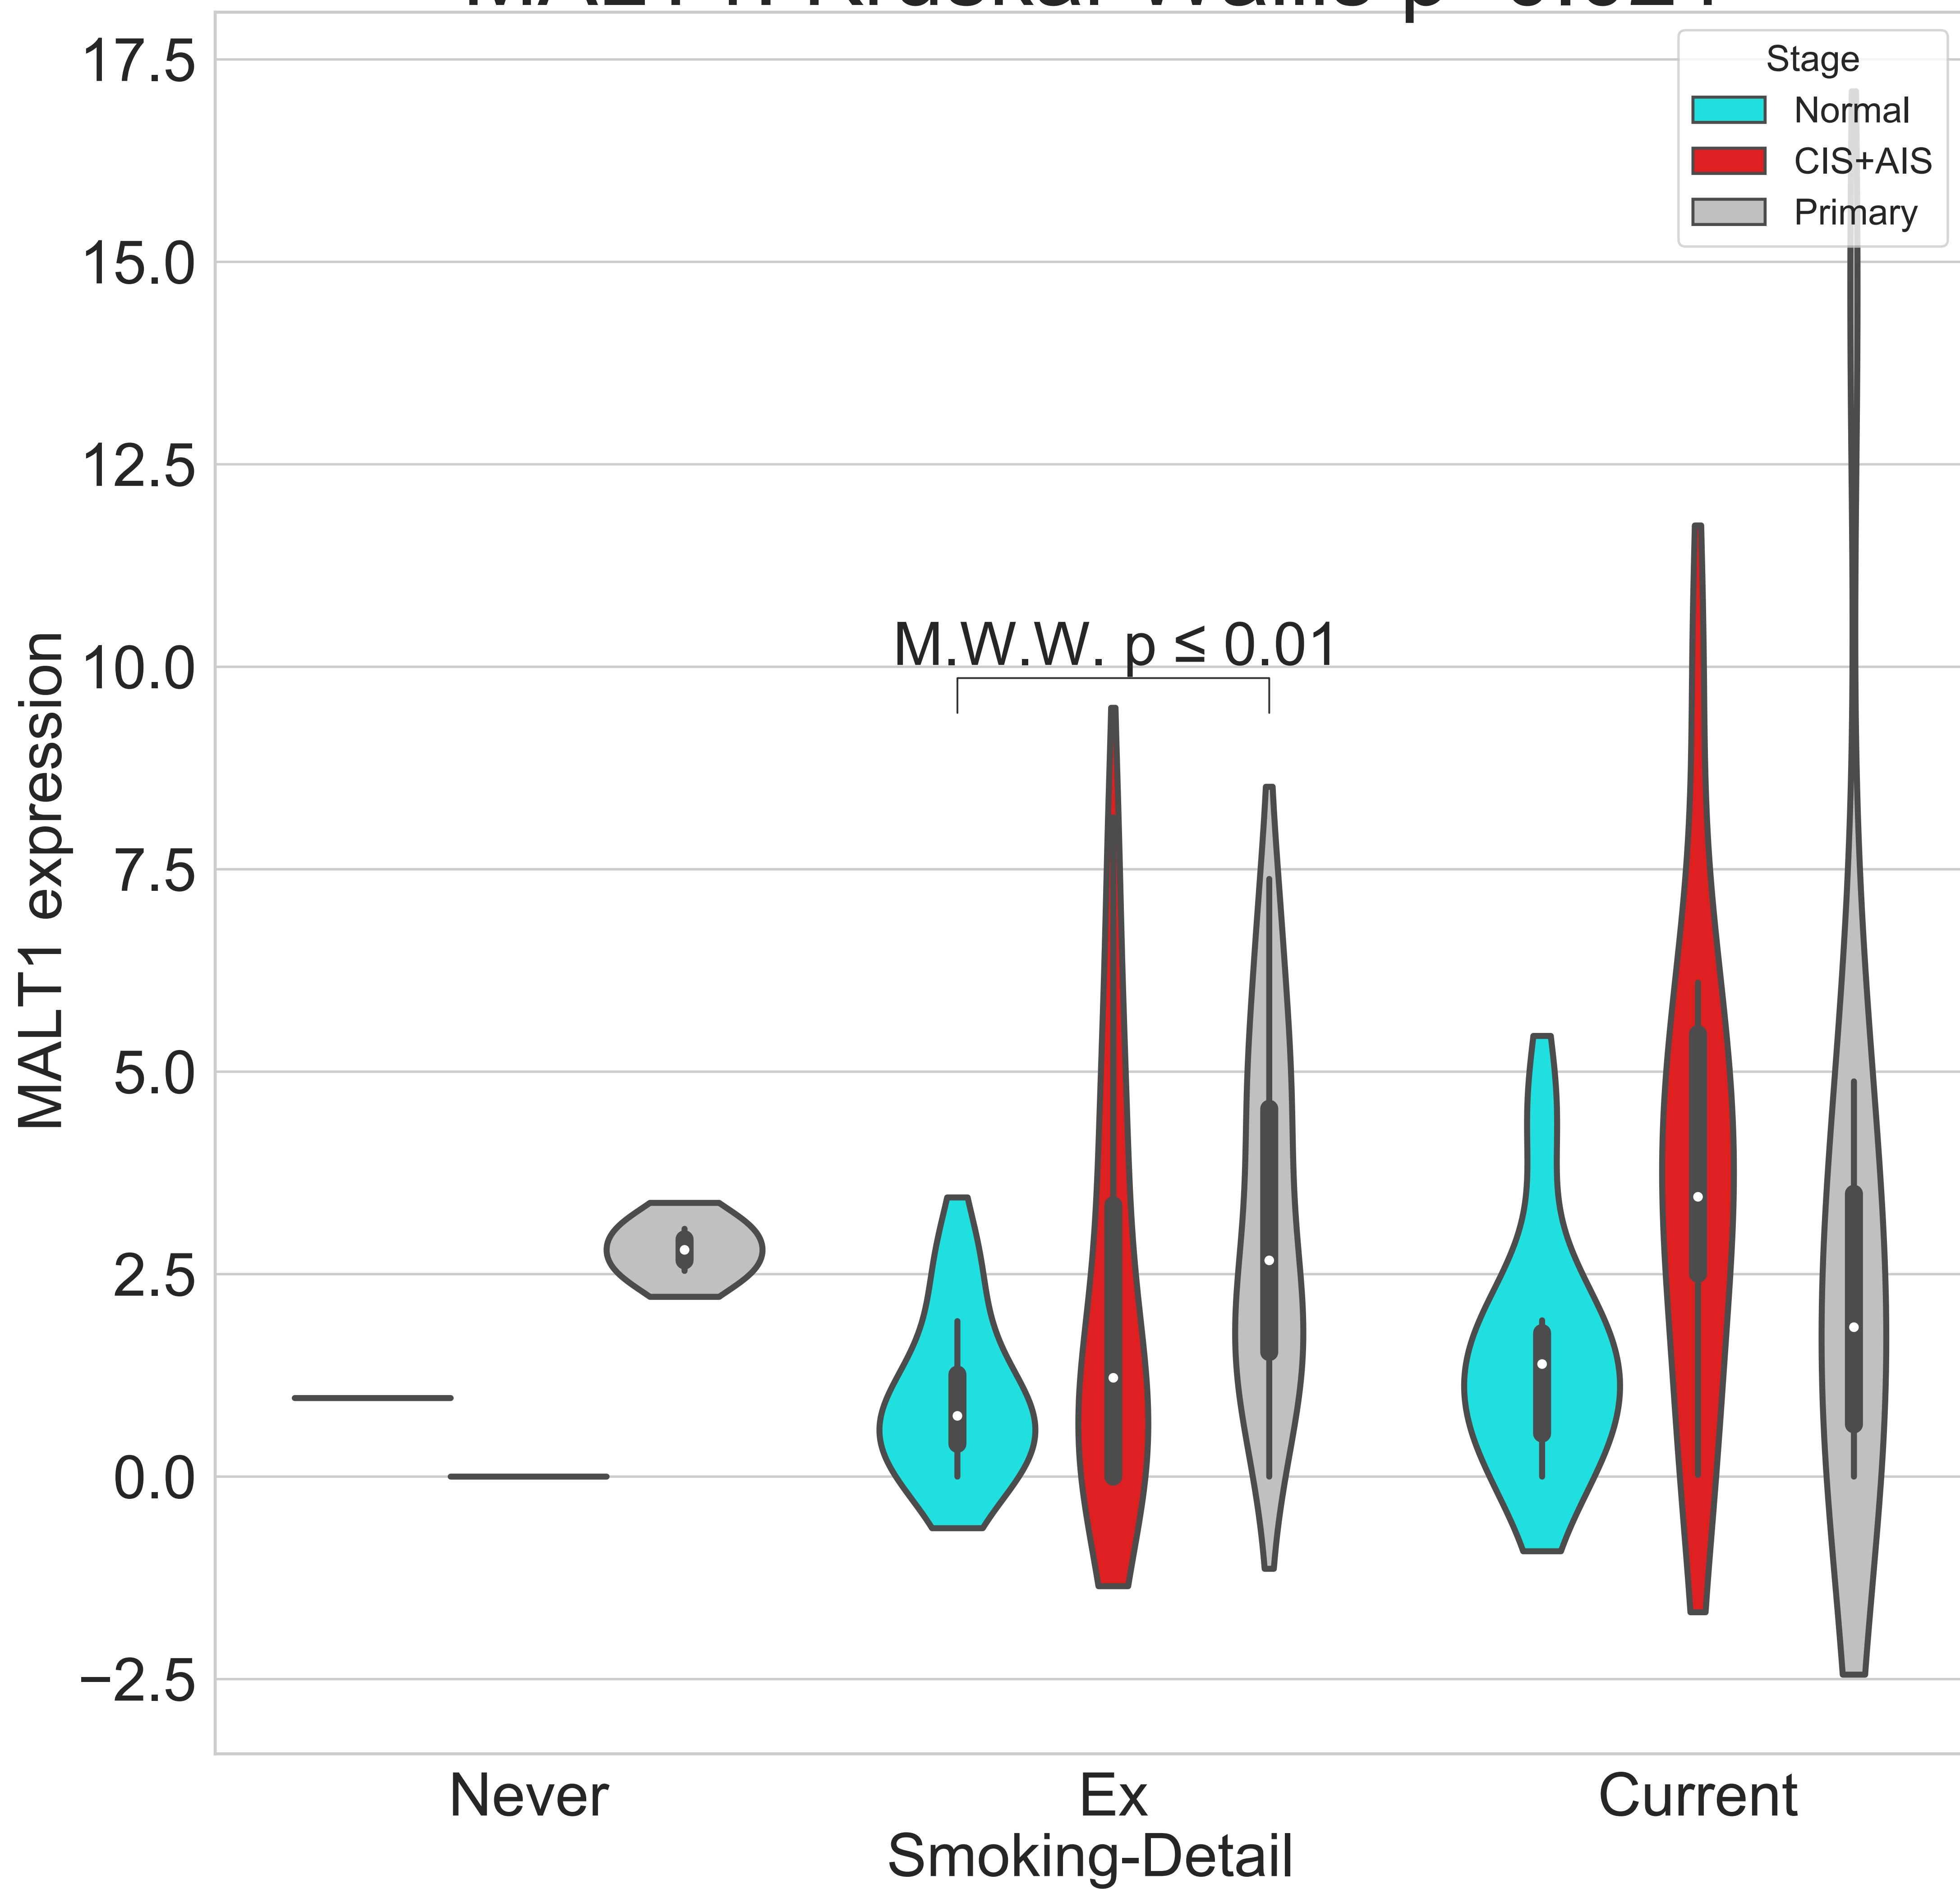 17.5
15.0
12.5
10.0
7.5
5.0
2.5
0.0
−2.5
MALT1 expression
Stage
Normal
CIS+AIS
Primary
M.W.W. p ≤ 0.01
Never
Ex
Current
Smoking-Detail